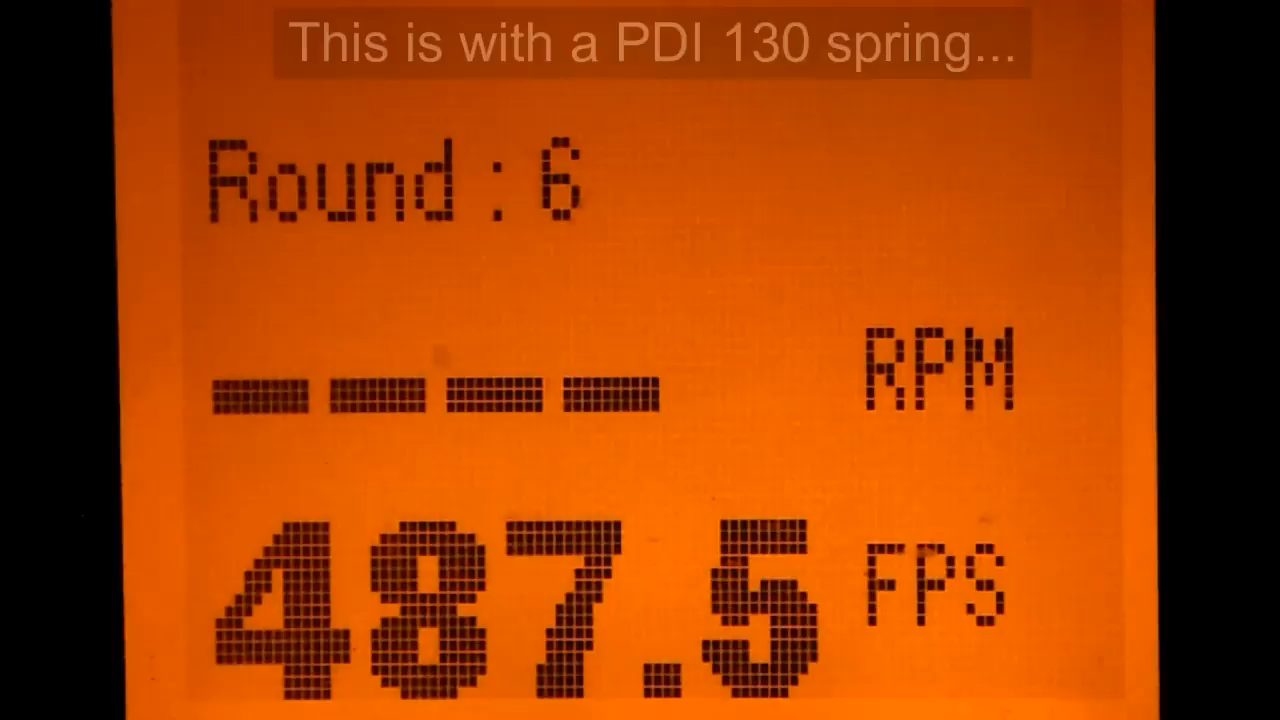 This is with a PDI 130 spring...
Round : 6
---- RPM
487.5 FPS